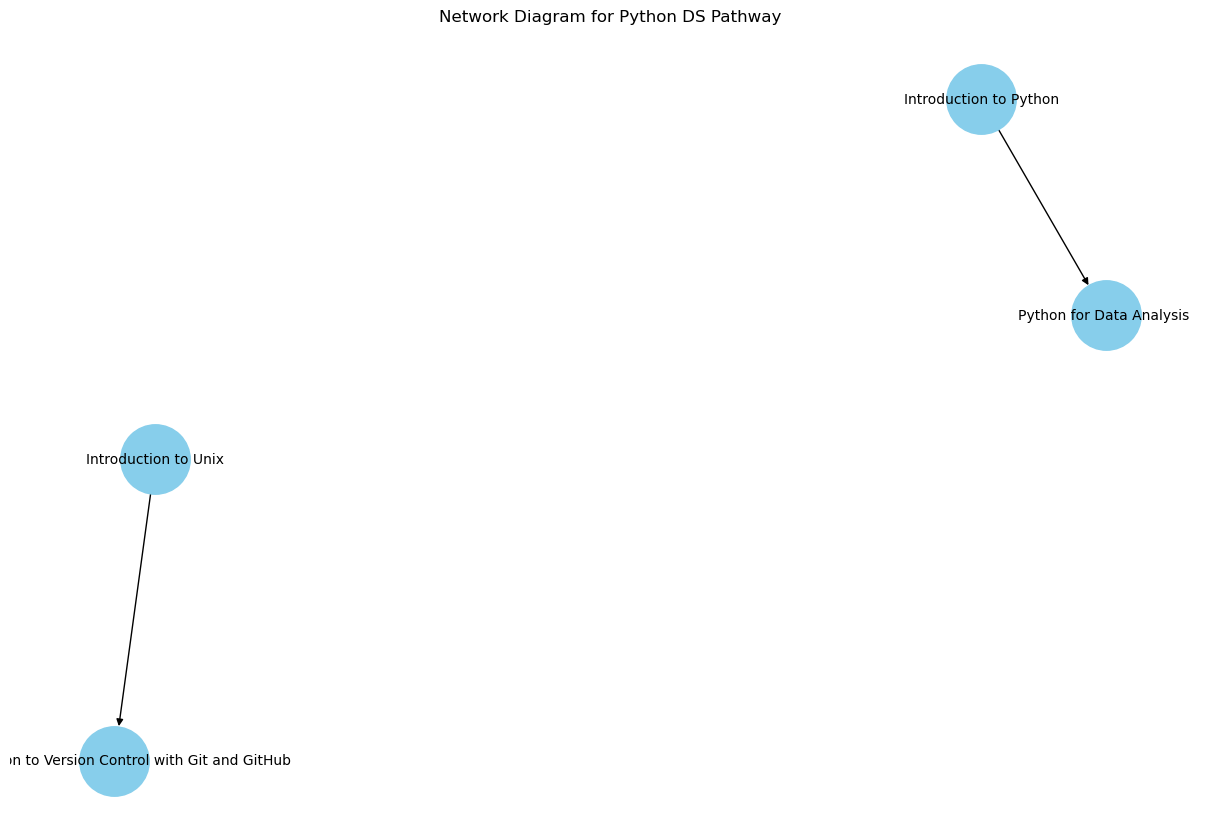 Network Diagram for Python DS Pathway
Introduction to Python
Python for Data Analysis
Introduction to Unix
on to Version Control with Git and GitHub